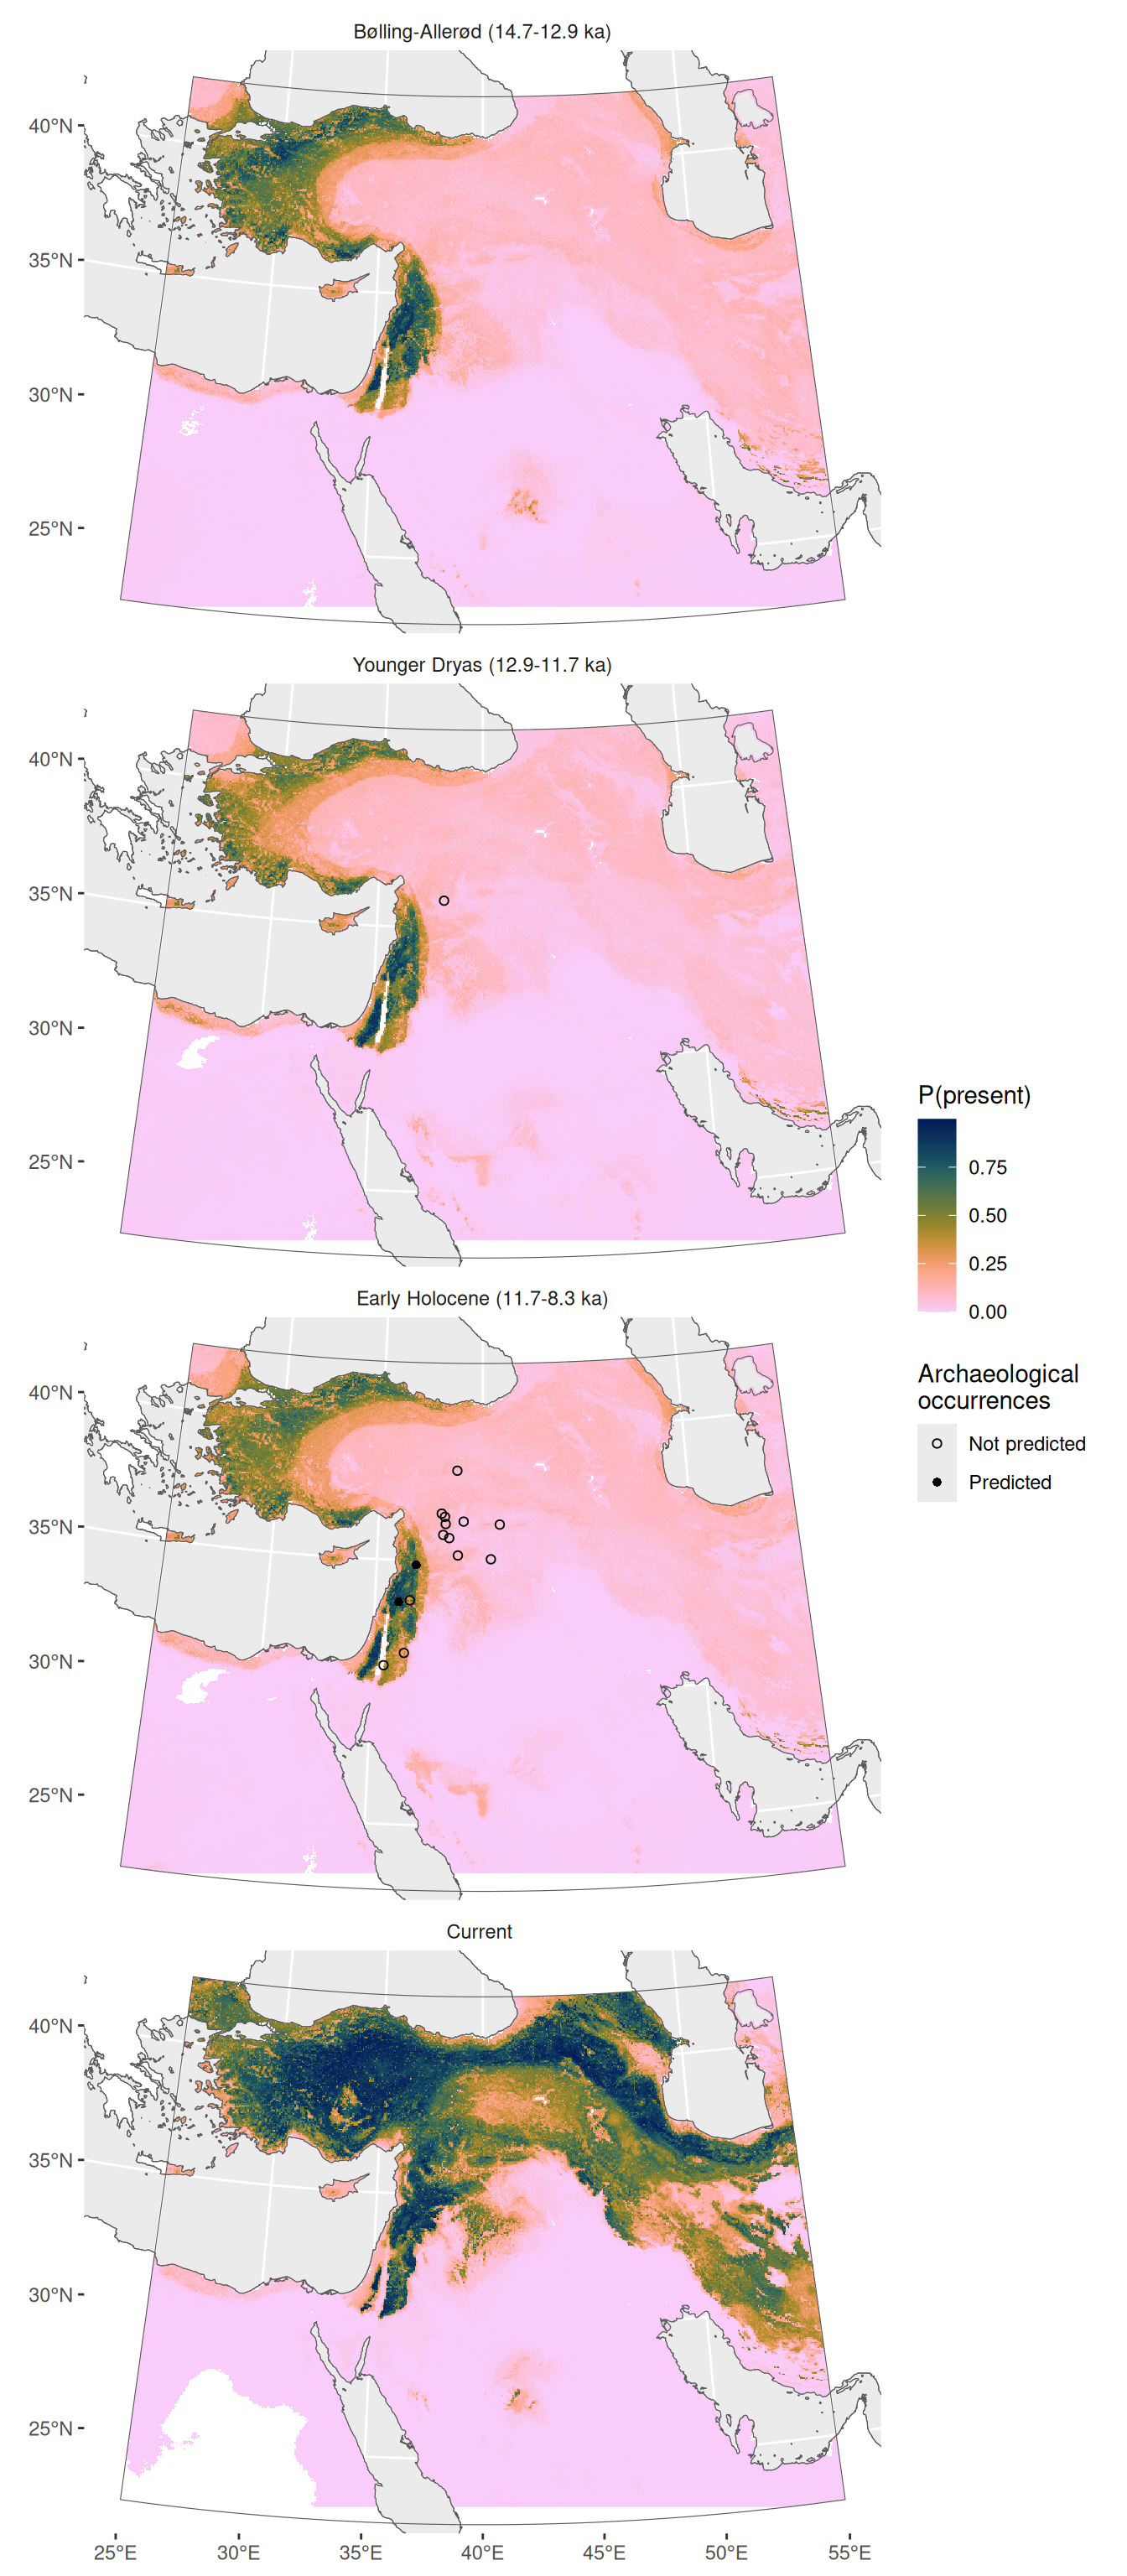 Bølling-Allerød (14.7-12.9 ka)
40°N
35°N
30°N
25°N
Younger Dryas (12.9-11.7 ka)
40°N
35°N
30°N
25°N
P(present)
0.75
0.50
0.25
0.00
Early Holocene (11.7-8.3 ka)
Archaeological
occurrences
Not predicted
Predicted
40°N
35°N
30°N
25°N
Current
40°N
35°N
30°N
25°N
25°E 30°E 35°E 40°E 45°E 50°E 55°E